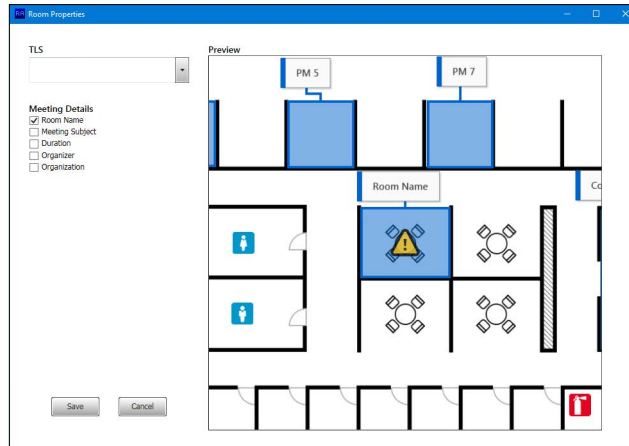 RA Room Properties
TLS
Meeting Details
Room Name
Meeting Subject
Duration
Organizer
Organization
Save
Cancel
Preview
PM 5
PM 7
Room Name
Co